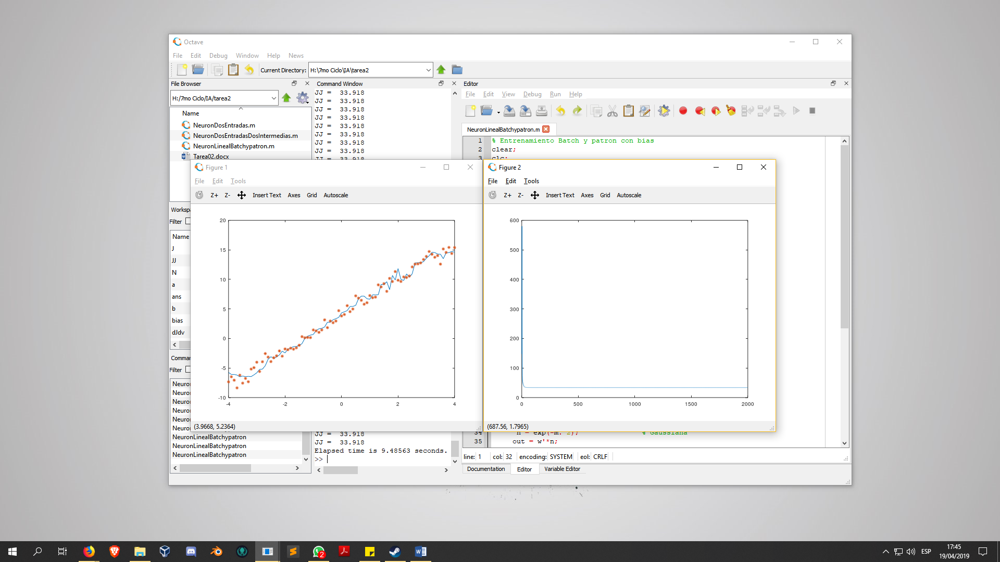 Octave
File Edit Debug Window Help News
Current Directory: H:\7mo Ciclo\IA\tarea2
File Browser
H:/7mo Ciclo/IA/tarea2
Name
NeuronDosEntradas.m
NeuronDosEntradasDosIntermedias.m
NeuronLinealBatchypatron.m
Tarea02.docx
Worksp
Filter
Name
J
JJ
N
a
ans
b
bias
dJdv
Comma
Filter
Neuron
Neuron
Neuron
Neuron
Neuron
Neuron
NeuronLinealBatchypatron
NeuronLinealBatchypatron
NeuronLinealBatchypatron
Command Window
JJ = 33.918
JJ = 33.918
JJ = 33.918
JJ = 33.918
JJ = 33.918
JJ = 33.918
JJ = 33.918
JJ = 33.918
JJ = 33.918
JJ = 33.918
JJ = 33.918
Elapsed time is 9.48563 seconds.
>>
Editor
File Edit View Debug Run Help
NeuronLinealBatchypatron.m
1 % Entrenamiento Batch y patron con bias
2 clear;
3 clc;
34 n = exp(-m.^2); % Gaussiana
35 out = w'*n;
line: 1 col: 32 encoding: SYSTEM eol: CRLF
Documentation Editor Variable Editor
Figure 1
File Edit Tools
Z+ Z- Insert Text Axes Grid Autoscale
20
15
10
5
0
-5
-10
-4 -2 0 2 4
(3.9668, 5.2364)
Figure 2
File Edit Tools
Z+ Z- Insert Text Axes Grid Autoscale
600
500
400
300
200
100
0
0 500 1000 1500 2000
(687.56, 1.7965)
2
ESP
17:45
19/04/2019